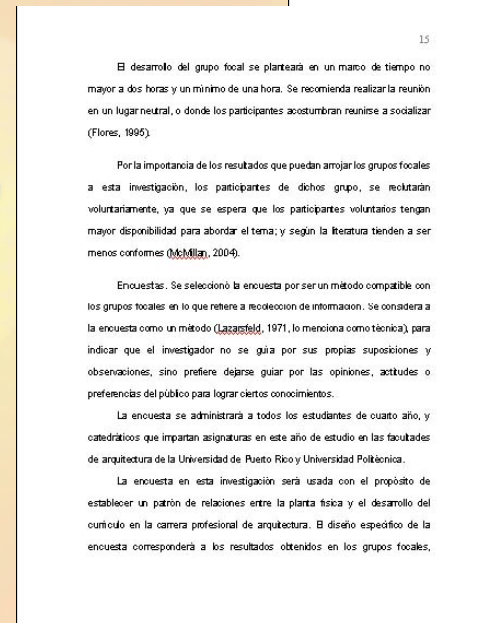 15
El desarrollo del grupo focal se planteará en un marco de tiempo no
mayor a dos horas y un mínimo de una hora. Se recomienda realizar la reunión
en un lugar neutral, o donde los participantes acostumbran reunirse a socializar
(Flores, 1995).
Por la importancia de los resultados que puedan arrojar los grupos focales
a esta investigación, los participantes de dichos grupo, se reclutarán
voluntariamente, ya que se espera que los participantes voluntarios tengan
mayor disponibilidad para abordar el tema; y según la literatura tienden a ser
menos conformes (McMillan, 2004).
Encuestas. Se seleccionó la encuesta por ser un método compatible con
los grupos focales en lo que refiere a recolección de información. Se considera a
la encuesta como un método (Lazarsfeld, 1971, lo menciona como técnica), para
indicar que el investigador no se guía por sus propias suposiciones y
observaciones, sino prefiere dejarse guiar por las opiniones, actitudes o
preferencias del público para lograr ciertos conocimientos.
La encuesta se administrará a todos los estudiantes de cuarto año, y
catedráticos que impartan asignaturas en este año de estudio en las facultades
de arquitectura de la Universidad de Puerto Rico y Universidad Politécnica.
La encuesta en esta investigación será usada con el propósito de
establecer un patrón de relaciones entre la planta física y el desarrollo del
currículo en la carrera profesional de arquitectura. El diseño específico de la
encuesta corresponderá a los resultados obtenidos en los grupos focales,